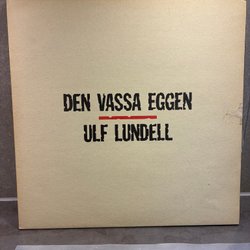 DEN VASSA EGGEN
ULF LUNDELL